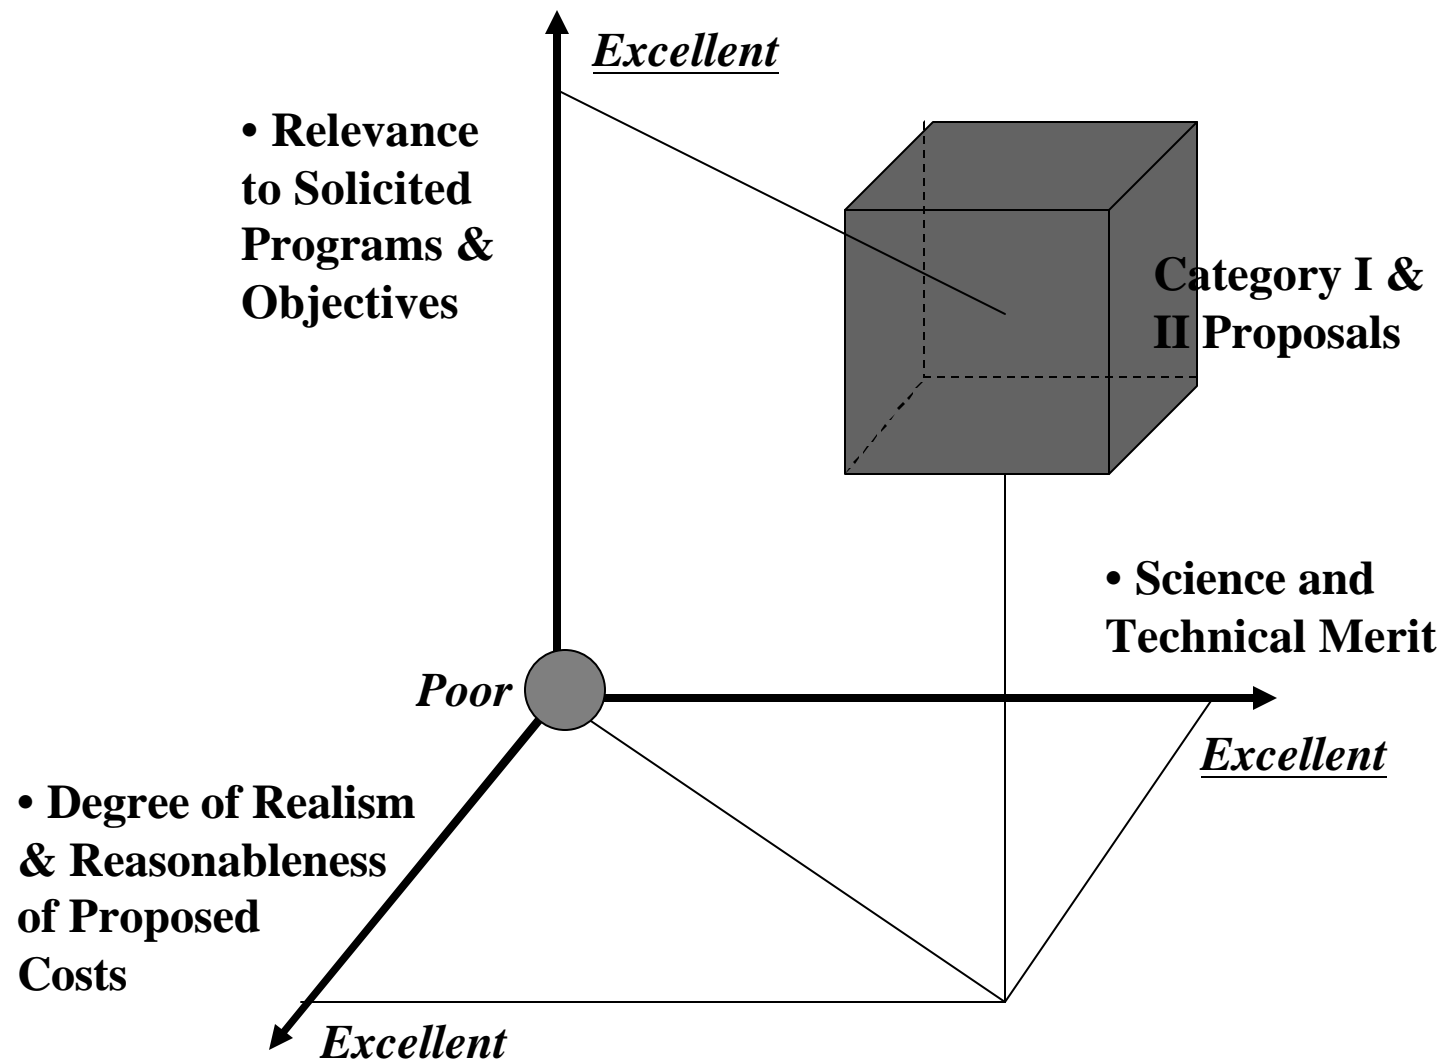 Excellent
• Relevance
to Solicited
Programs &
Objectives
Category I &
II Proposals
• Science and
Technical Merit
Poor
Excellent
• Degree of Realism
& Reasonableness
of Proposed
Costs
Excellent